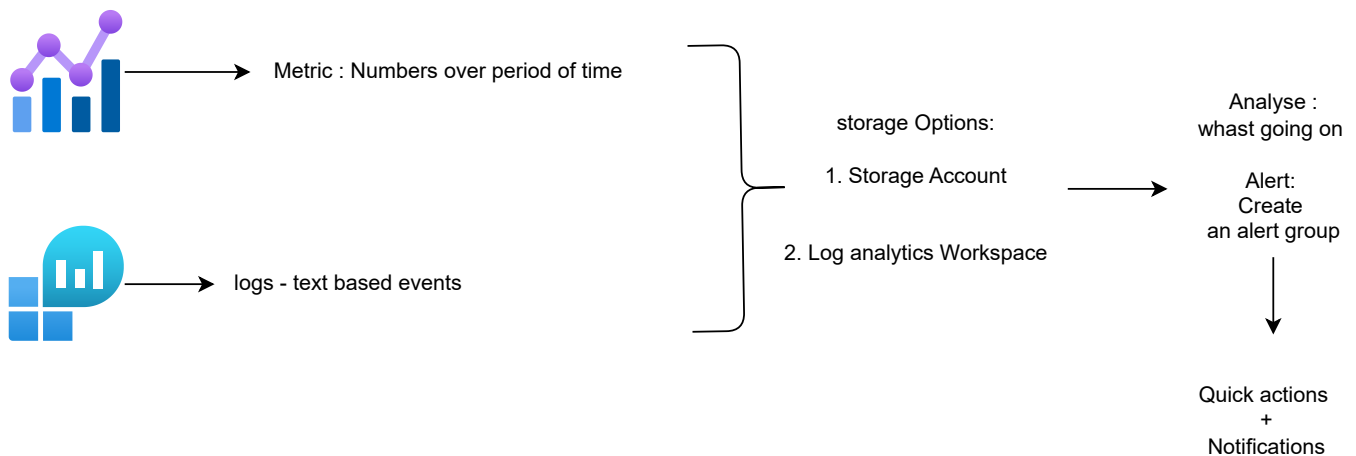 Metric : Numbers over period of time
logs - text based events
storage Options:
1. Storage Account
2. Log analytics Workspace
Analyse :
whast going on
Alert:
Create
an alert group
Quick actions
+
Notifications